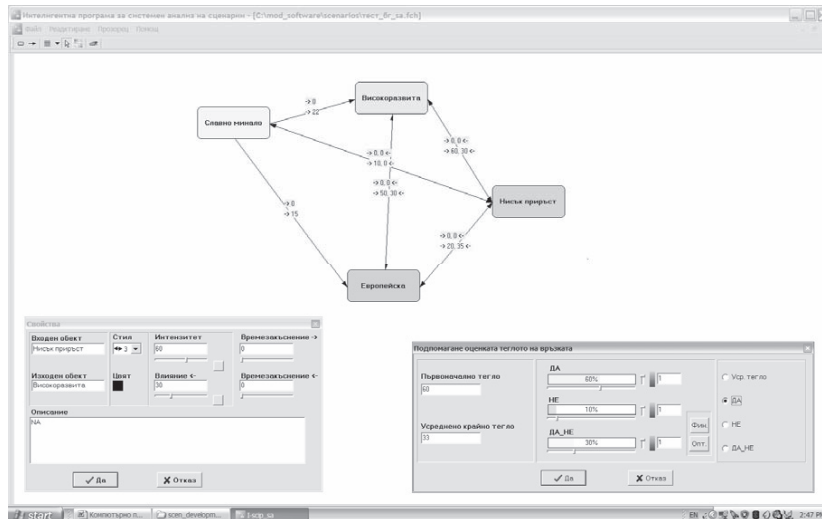 Интелигентна програма за системен анализ на сценарии - [C:\mod_software\scenarios\тест_fir_sa.fch]
Файл Редактиране Прозорец Помощ
Високоразвита
Славно минало
Нисък прираст
Европейска
->0
->22
->0,0<-
->60,30<-
->0,0<-
->10,0<-
->0,0<-
->50,30<-
->0
->15
->0,0<-
->20,35<-
Свойства
Входен обект Стил Интензитет Времезакъснение ->
Нисък прираст 3 60 0
Изходен обект Цвят Влияние <- Времезакъснение <-
Високоразвита 30 0
Описание
NA
Да Отказ
Подпомагане оценката теглото на връзката
Първоначално тегло
60
Усреднено крайно тегло
33
ДА
60% 1
НЕ
10% 1
ДА_НЕ
30% 1
Фик.
Опт.
Уср. тегло
ДА
НЕ
ДА_НЕ
Да Отказ
start Компютърно п... scen_developm... EN 2:47 PM